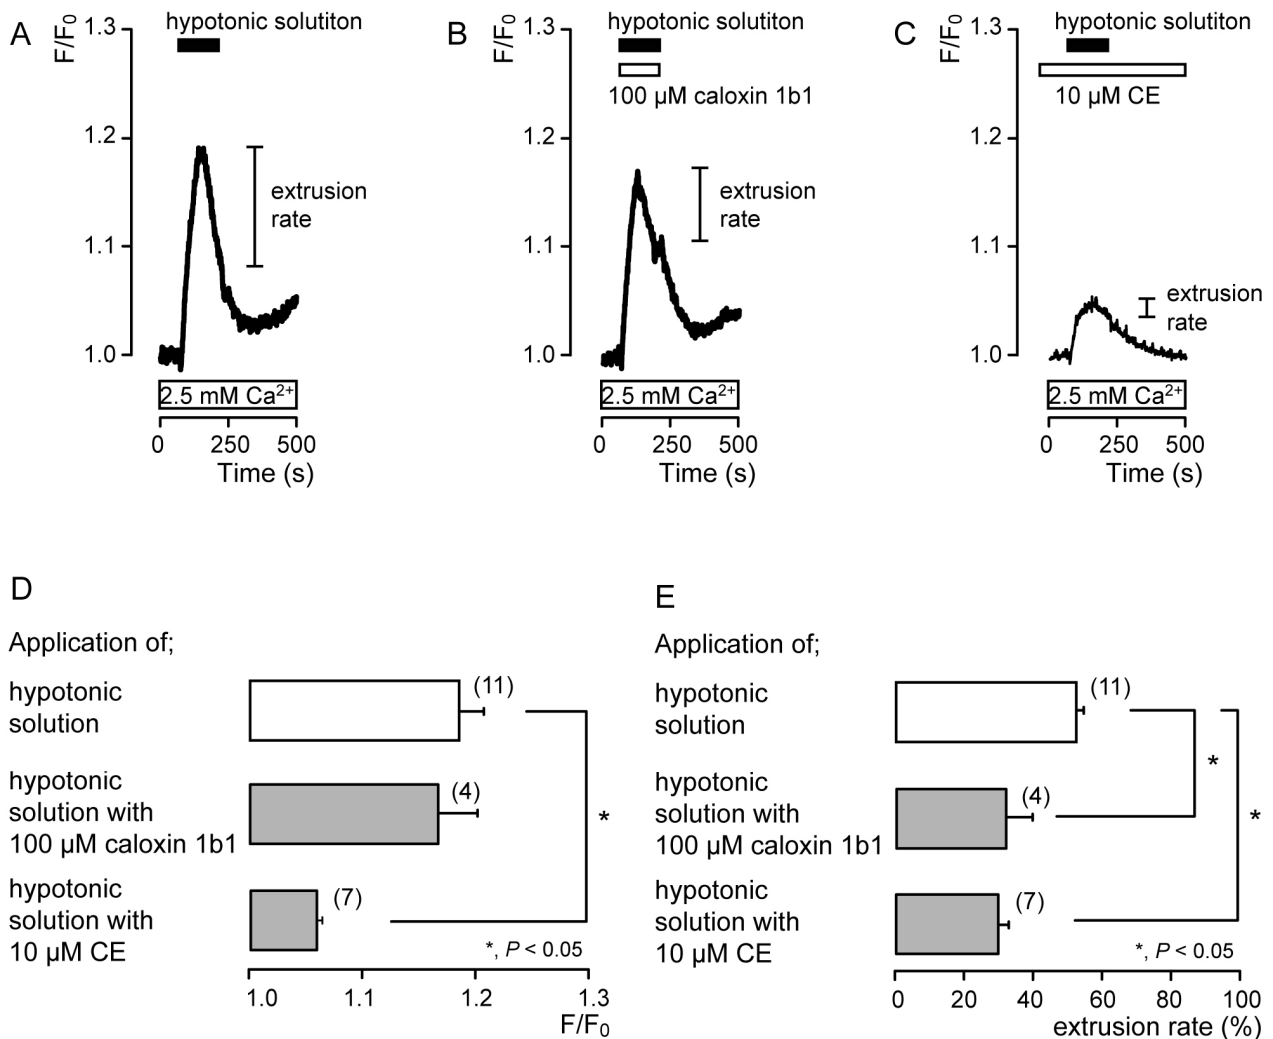 A
F/F0
1.3
1.2
1.1
1.0
hypotonic solutiton
extrusion
rate
2.5 mM Ca2+
0 250 500
Time (s)
B
F/F0
1.3
1.2
1.1
1.0
hypotonic solutiton
100 µM caloxin 1b1
extrusion
rate
2.5 mM Ca2+
0 250 500
Time (s)
C
F/F0
1.3
1.2
1.1
1.0
hypotonic solutiton
10 µM CE
extrusion
rate
2.5 mM Ca2+
0 250 500
Time (s)
D
Application of;
hypotonic
solution
(11)
hypotonic
solution with
100 µM caloxin 1b1
(4)
*
hypotonic
solution with
10 µM CE
(7)
*, P < 0.05
1.0 1.1 1.2 1.3
F/F0
E
Application of;
hypotonic
solution
(11)
*
hypotonic
solution with
100 µM caloxin 1b1
(4)
*
hypotonic
solution with
10 µM CE
(7)
*, P < 0.05
0 20 40 60 80 100
extrusion rate (%)